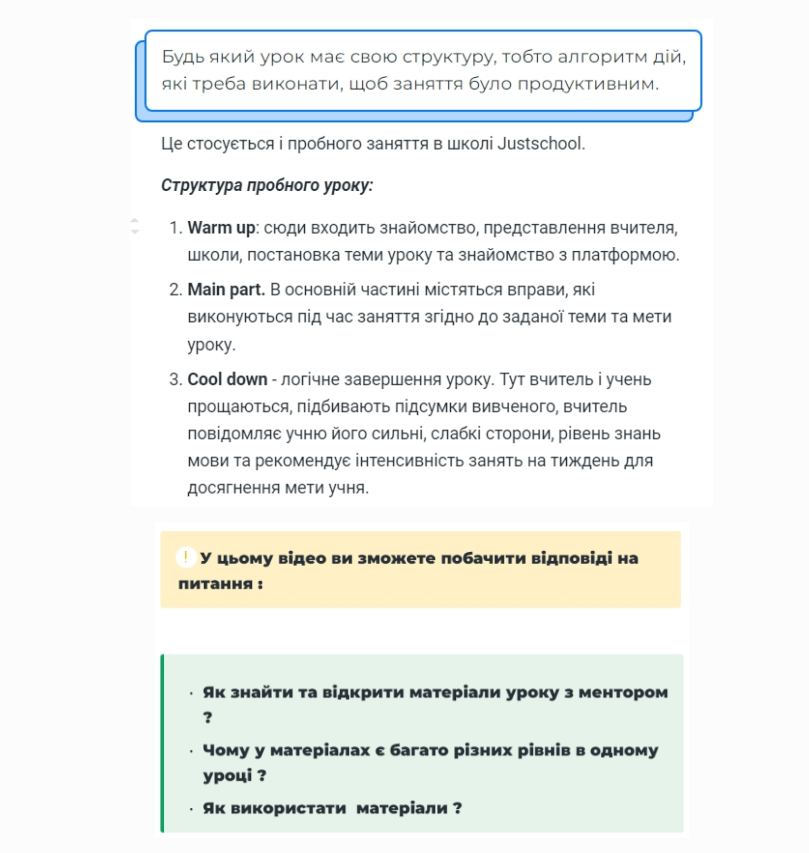 Будь який урок має свою структуру, тобто алгоритм дій,
які треба виконати, щоб заняття було продуктивним.
Це стосується і пробного заняття в школі Justschool.
Структура пробного уроку:
1. Warm up: сюди входить знайомство, представлення вчителя,
школи, постановка теми уроку та знайомство з платформою.
2. Main part. В основній частині містяться вправи, які
виконуються під час заняття згідно до заданої теми та мети
уроку.
3. Cool down - логічне завершення уроку. Тут вчитель і учень
прощаються, підбивають підсумки вивченого, вчитель
повідомляє учню його сильні, слабкі сторони, рівень знань
мови та рекомендує інтенсивність занять на тиждень для
досягнення мети учня.
! У цьому відео ви зможете побачити відповіді на
питання :
· Як знайти та відкрити матеріали уроку з ментором
?
· Чому у матеріалах є багато різних рівнів в одному
уроці ?
· Як використати матеріали ?